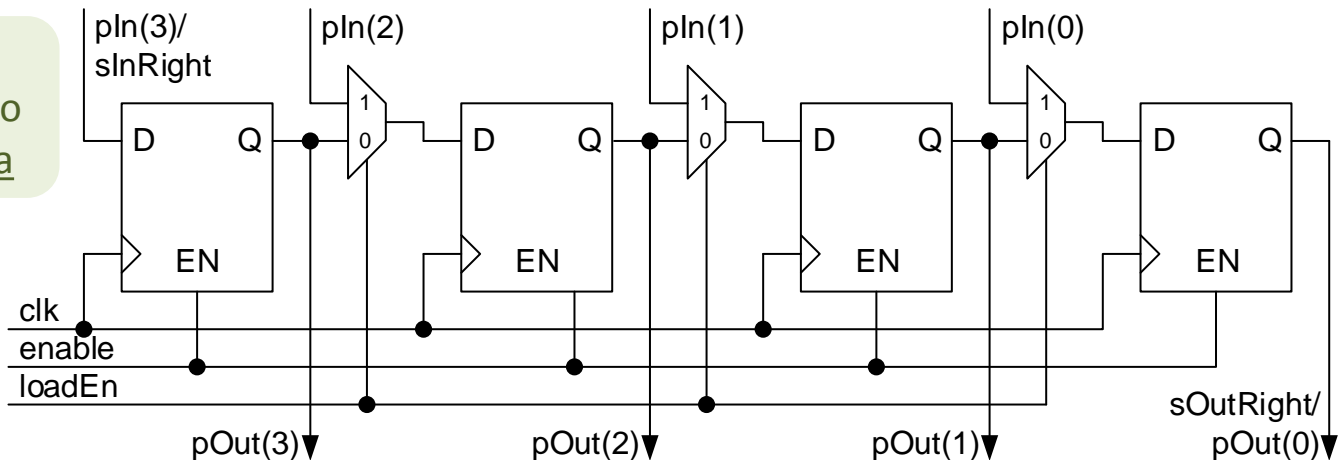 o
a
pIn(3)/
sInRight
pIn(2)
pIn(1)
pIn(0)
1
0
1
0
1
0
D Q
EN
D Q
EN
D Q
EN
D Q
EN
clk
enable
loadEn
pOut(3)
pOut(2)
pOut(1)
sOutRight/
pOut(0)